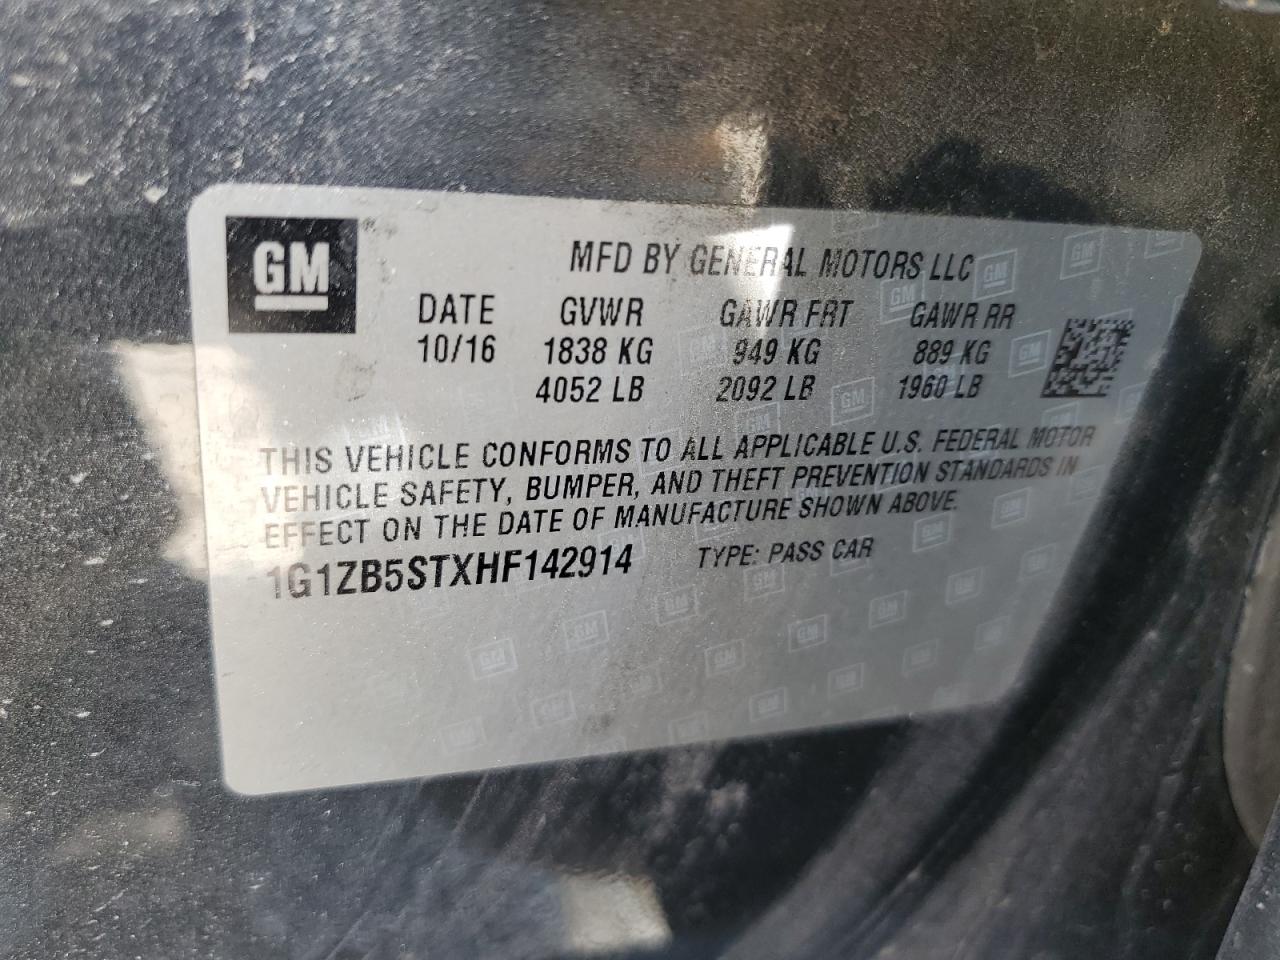 GM
MFD BY GENERAL MOTORS LLC
DATE GVWR GAWR FRT GAWR RR
10/16 1838 KG 949 KG 889 KG
4052 LB 2092 LB 1960 LB
THIS VEHICLE CONFORMS TO ALL APPLICABLE U.S. FEDERAL MOTOR
VEHICLE SAFETY, BUMPER, AND THEFT PREVENTION STANDARDS IN
EFFECT ON THE DATE OF MANUFACTURE SHOWN ABOVE.
1G1ZB5STXHF142914 TYPE: PASS CAR